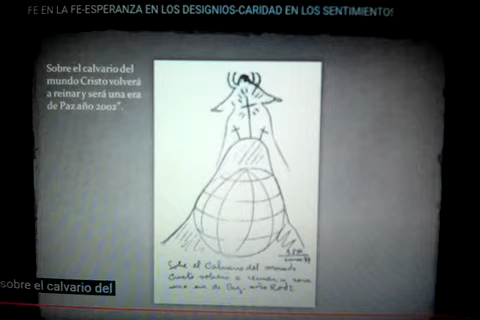 FE EN LA FE-ESPERANZA EN LOS DESIGNIOS-CARIDAD EN LOS SENTIMIENTOS
Sobre el calvario del
mundo Cristo volverá
a reinar y será una era
de Paz año 2002".
Sobre el Calvario del mundo
Cristo volverá a reinar y sera
una era de Paz. año
sobre el calvario del